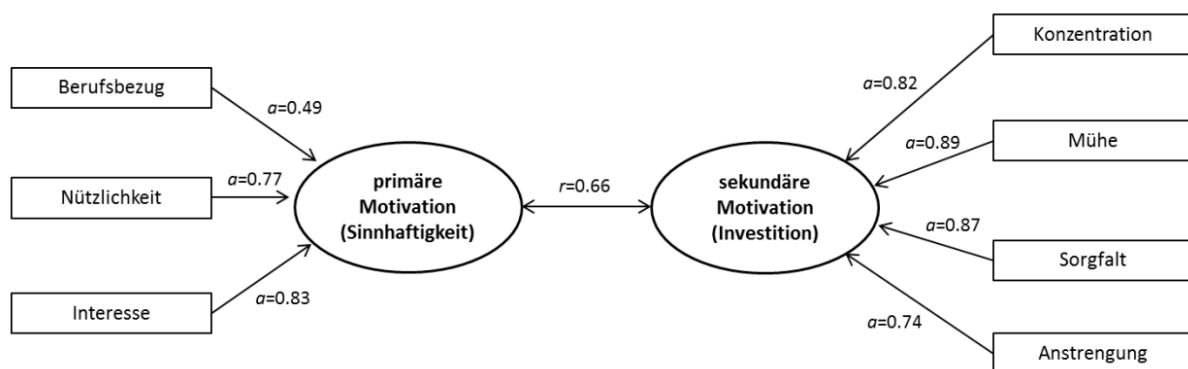 Berufsbezug
Nützlichkeit
Interesse
a=0.49
a=0.77
a=0.83
primäre
Motivation
(Sinnhaftigkeit)
r=0.66
sekundäre
Motivation
(Investition)
a=0.82
a=0.89
a=0.87
a=0.74
Konzentration
Mühe
Sorgfalt
Anstrengung